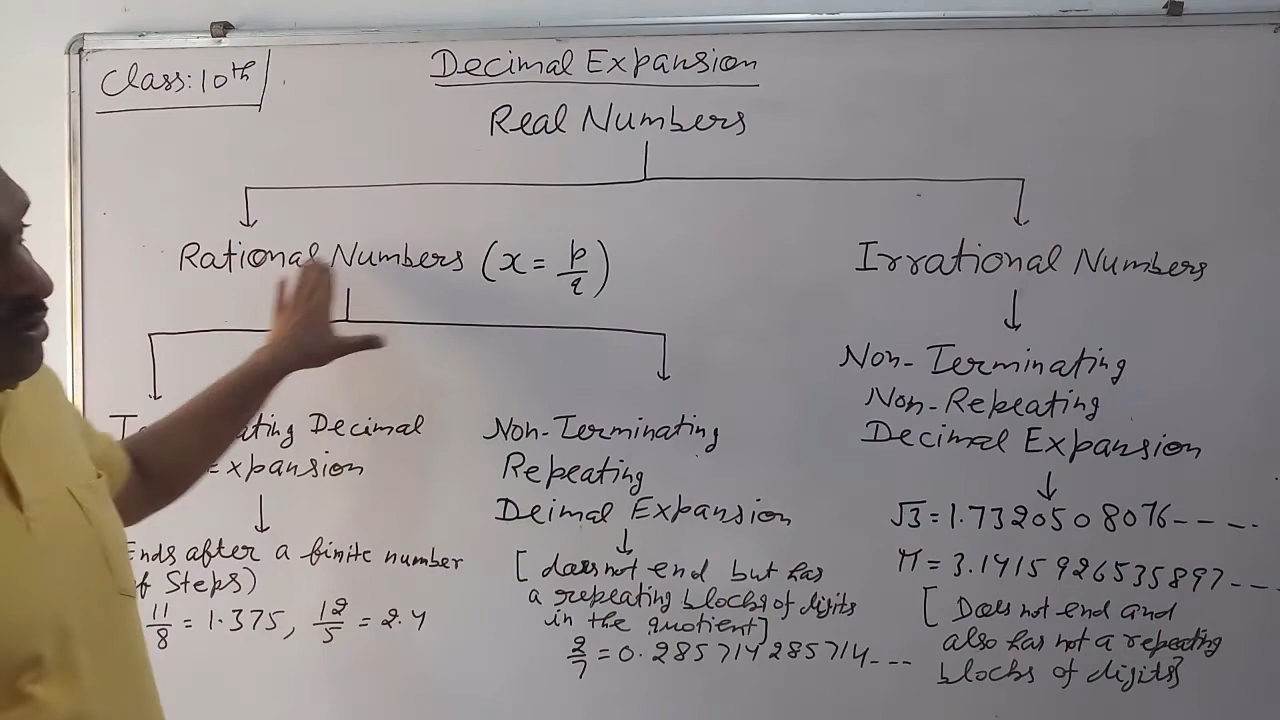 Class: 10th
Decimal Expansion
Real Numbers
Rational Numbers (x = p/q)
Irrational Numbers
ating Decimal
Expansion
Ends after a finite number
of Steps)
11/8 = 1.375, 12/5 = 2.4
Non-Terminating
Repeating
Deimal Expansion
[does not end but has
a repeating blocks of digits
in the quotient]
2/7 = 0.285714285714---
Non-Terminating
Non-Repeating
Decimal Expansion
√3 = 1.7320508076-----
π = 3.1415926535897---
[Does not end and
also has not a repeating
blocks of digits}